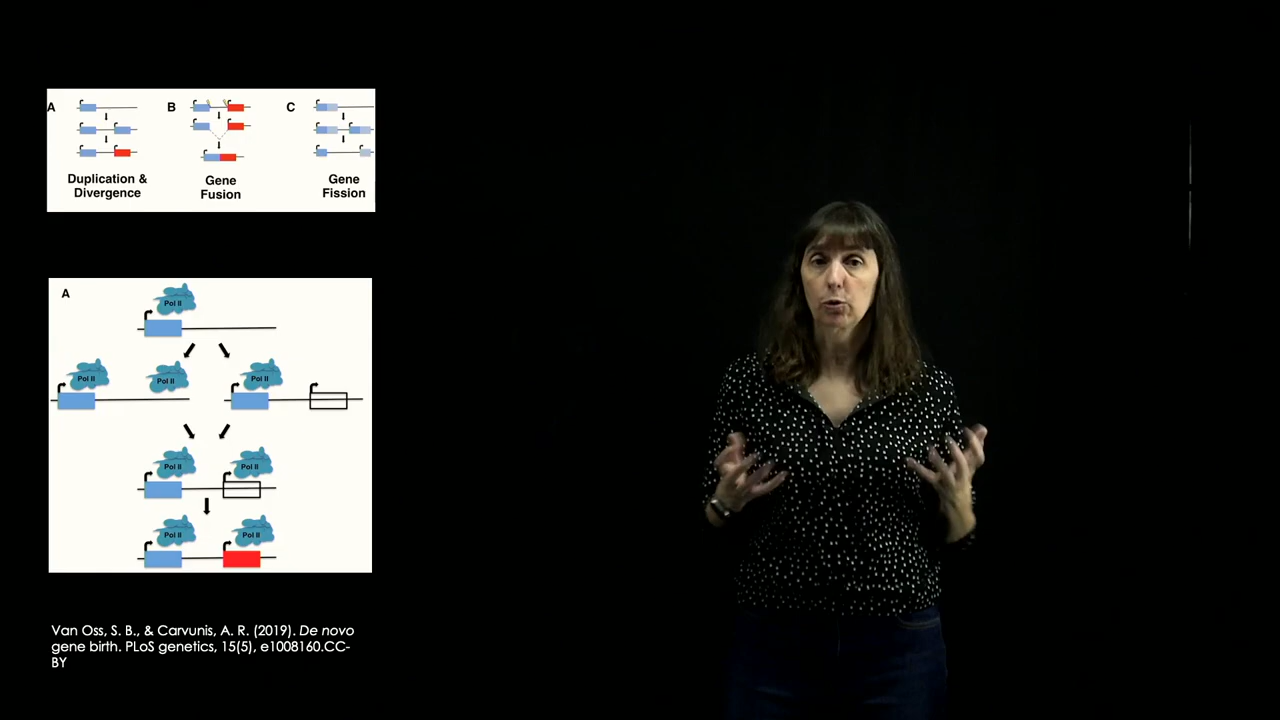 A
B
C
Duplication &
Divergence
Gene
Fusion
Gene
Fission
A
Pol II
Pol II
Pol II
Pol II
Pol II
Pol II
Pol II
Pol II
Van Oss, S. B., & Carvunis, A. R. (2019). De novo
gene birth. PLoS genetics, 15(5), e1008160.CC-
BY